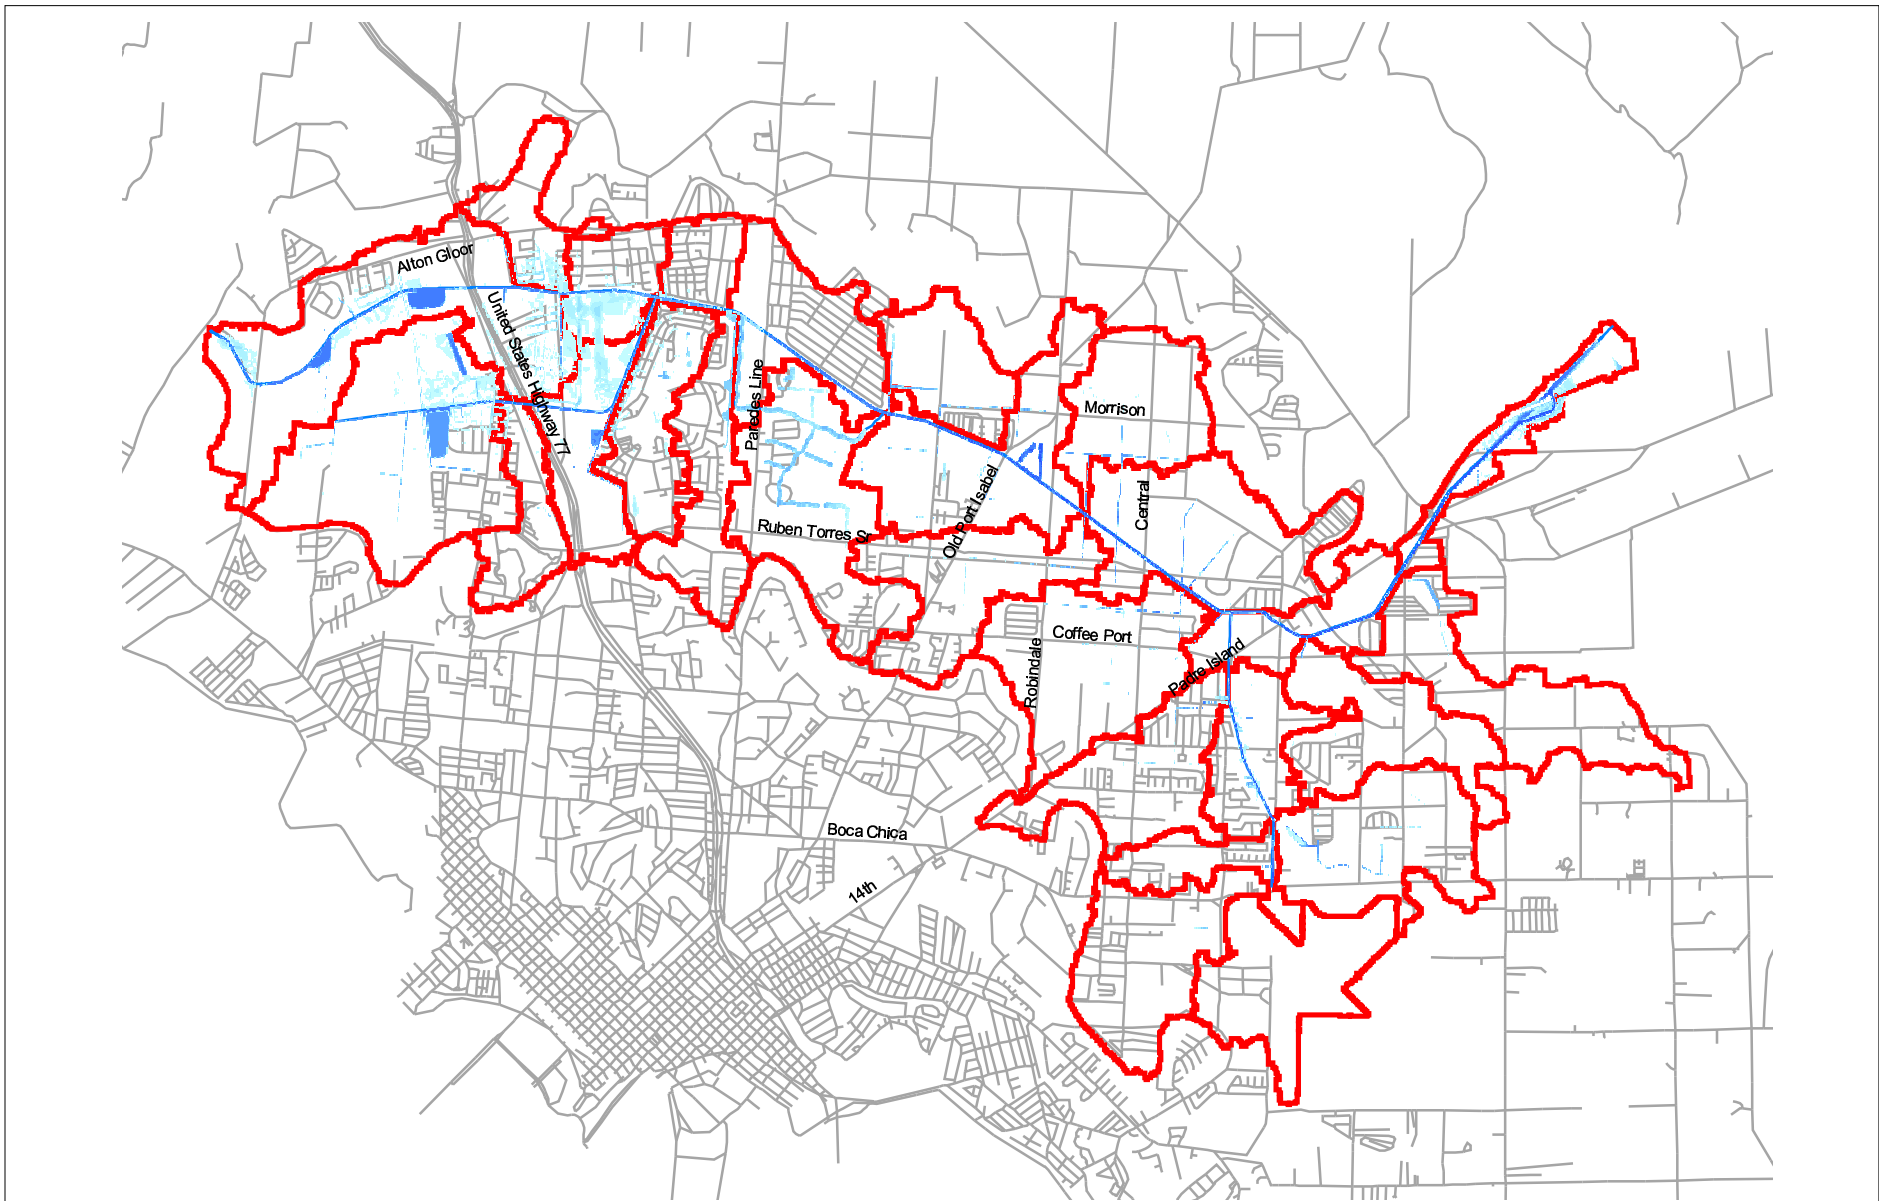 Alton Gloor
United States Highway 77
Paredes Line
Morrison
Old Port Isabel
Central
Ruben Torres S
Coffee Port
Robindale
Padre Island
Boca Chica
14th